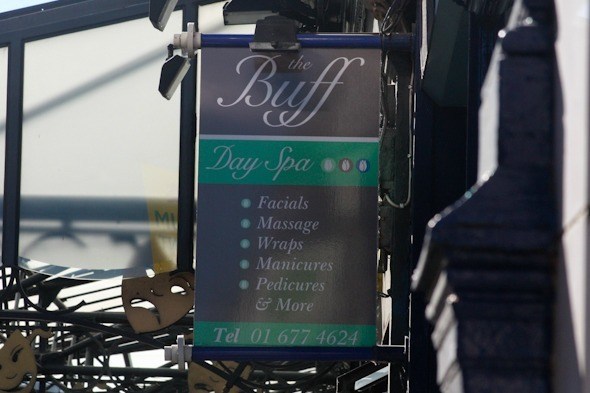 the
Buff
Day Spa
Facials
Massage
Wraps
Manicures
Pedicures
& More
Tel 01 677 4624